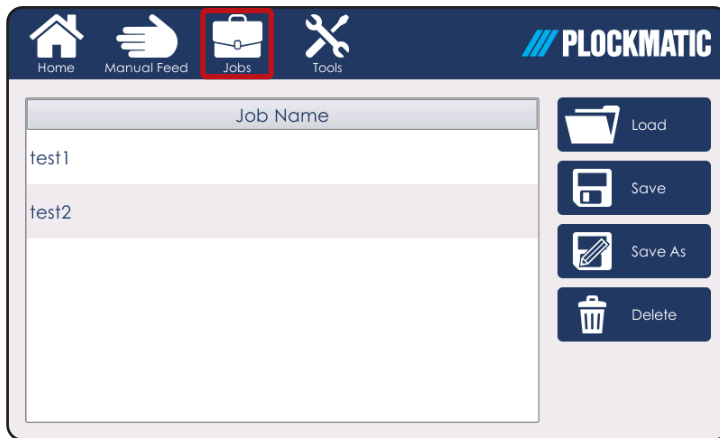 Home Manual Feed Jobs Tools
PLOCKMATIC
Job Name
test1
test2
Load
Save
Save As
Delete